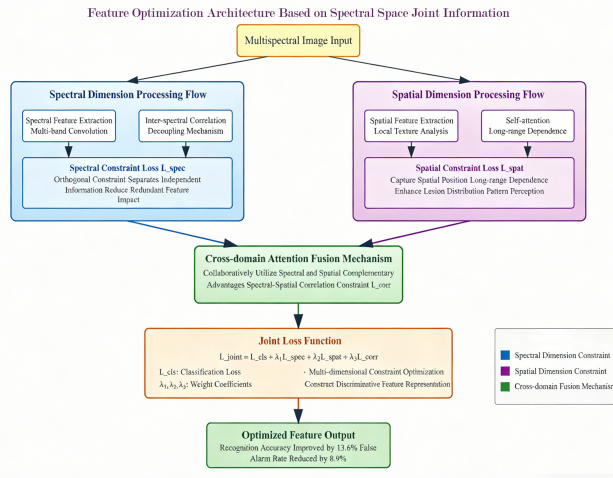 Feature Optimization Architecture Based on Spectral Space Joint Information
Multispectral Image Input
Spectral Dimension Processing Flow
Spectral Feature Extraction
Multi-band Convolution
Inter-spectral Correlation
Decoupling Mechanism
Spectral Constraint Loss L_spec
Orthogonal Constraint Separates Independent
Information Reduce Redundant Feature
Impact
Spatial Dimension Processing Flow
Spatial Feature Extraction
Local Texture Analysis
Self-attention
Long-range Dependence
Spatial Constraint Loss L_spat
Capture Spatial Position Long-range Dependence
Enhance Lesion Distribution Pattern Perception
Cross-domain Attention Fusion Mechanism
Collaboratively Utilize Spectral and Spatial Complementary
Advantages Spectral-Spatial Correlation Constraint L_corr
Joint Loss Function
L_joint = L_cls + λ₁L_spec + λ₂L_spat + λ₃L_corr
L_cls: Classification Loss
λ₁, λ₂, λ₃: Weight Coefficients
· Multi-dimensional Constraint Optimization
Construct Discriminative Feature Representation
Spectral Dimension Constraint
Spatial Dimension Constraint
Cross-domain Fusion Mechanism
Optimized Feature Output
Recognition Accuracy Improved by 13.6% False
Alarm Rate Reduced by 8.9%